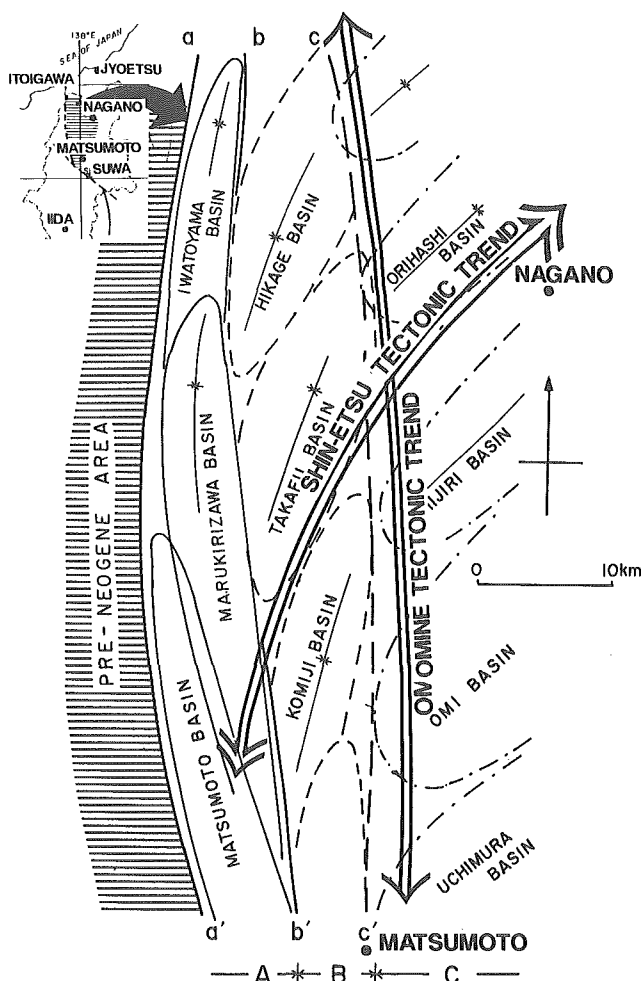 130°E
SEA OF JAPAN
JYOETSU
ITOIGAWA
NAGANO
MATSUMOTO
SUWA
IIDA
a
b
c
IWATOYAMA BASIN
HIKAGE BASIN
ORIHASHI BASIN
SHIN-ETSU TECTONIC TREND
NAGANO
PRE-NEOGENE AREA
MARUKIRIZAWA BASIN
TAKAFU BASIN
IJIRI BASIN
ONOMINE TECTONIC TREND
0 10km
MATSUMOTO BASIN
KOMIJI BASIN
OMI BASIN
UCHIMURA BASIN
a'
b'
c'
MATSUMOTO
A B C